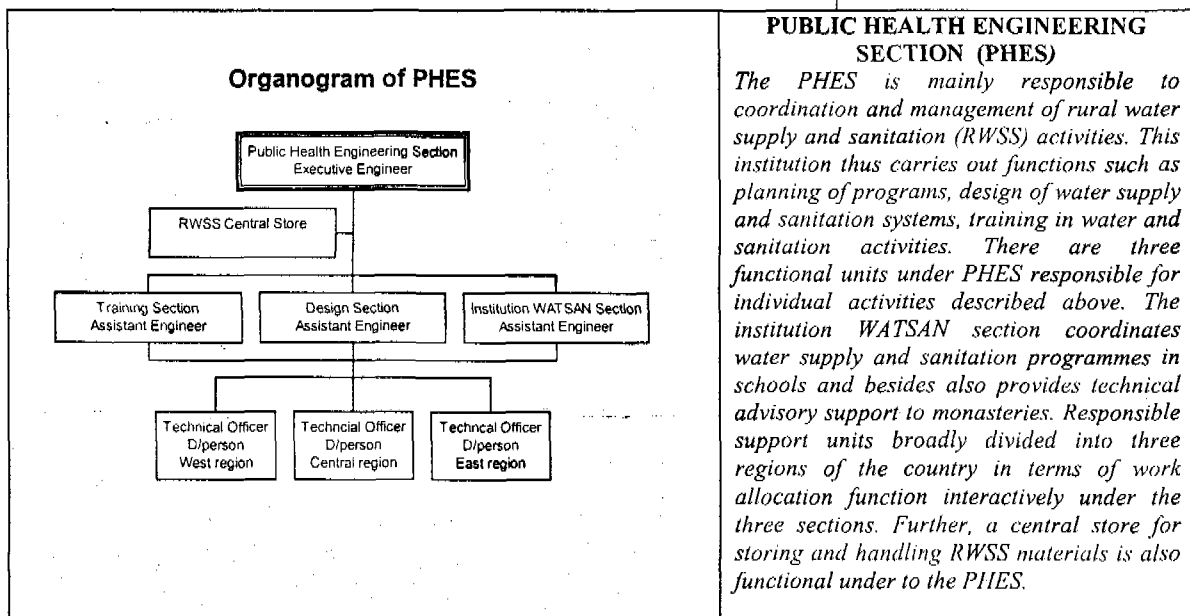 Organogram of PHES
Public Health Engineering Section
Executive Engineer
RWSS Central Store
Training Section
Assistant Engineer
Design Section
Assistant Engineer
Institution WATSAN Section
Assistant Engineer
Technical Officer
D/person
West region
Techncial Officer
D/person
Central region
Techncal Officer
D/person
East region
PUBLIC HEALTH ENGINEERING
SECTION (PHES)
The PHES is mainly responsible to
coordination and management of rural water
supply and sanitation (RWSS) activities. This
institution thus carries out functions such as
planning of programs, design of water supply
and sanitation systems, training in water and
sanitation activities. There are three
functional units under PHES responsible for
individual activities described above. The
institution WATSAN section coordinates
water supply and sanitation programmes in
schools and besides also provides technical
advisory support to monasteries. Responsible
support units broadly divided into three
regions of the country in terms of work
allocation function interactively under the
three sections. Further, a central store for
storing and handling RWSS materials is also
functional under to the PHES.